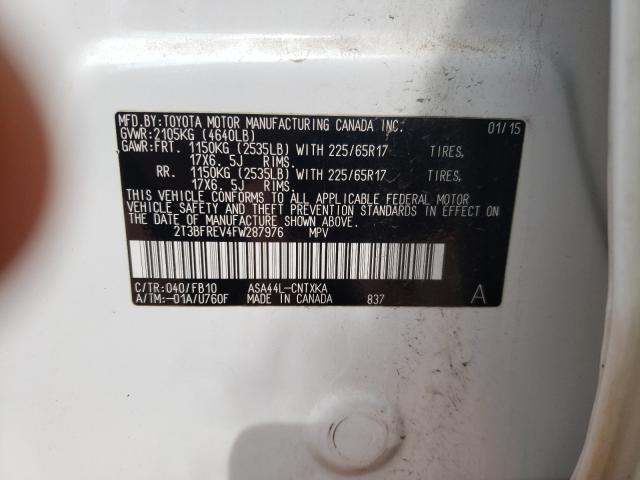 MFD.BY:TOYOTA MOTOR MANUFACTURING CANADA INC. 01/15
GVWR:2105KG (4640LB)
GAWR:FRT. 1150KG (2535LB) WITH 225/65R17 TIRES,
17X6.5J RIMS.
RR. 1150KG (2535LB) WITH 225/65R17 TIRES,
17X6.5J RIMS.
THIS VEHICLE CONFORMS TO ALL APPLICABLE FEDERAL MOTOR
VEHICLE SAFETY AND THEFT PREVENTION STANDARDS IN EFFECT ON
THE DATE OF MANUFACTURE SHOWN ABOVE.
2T3BFREV4FW287976 MPV
C/TR:040/FB10 ASA44L-CNTXKA
A/TM:-01A/U760F MADE IN CANADA 837 A